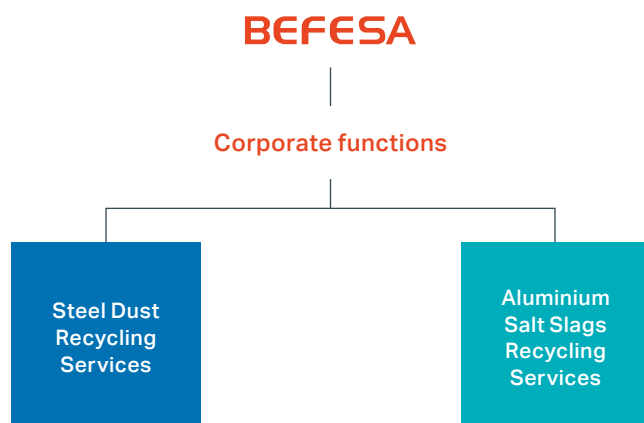 BEFESA
Corporate functions
Steel Dust
Recycling
Services
Aluminium
Salt Slags
Recycling
Services